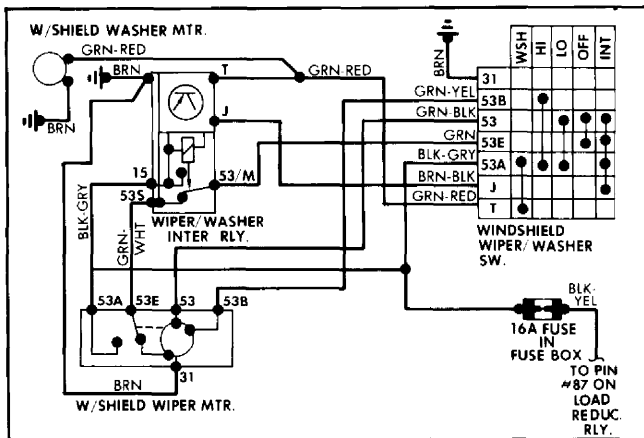 W/SHIELD WASHER MTR.
GRN-RED
BRN
BRN
T
GRN-RED
J
15
53S
53/M
WIPER/WASHER
INTER RLY.
BLK-GRY
GRN-
WHT
53A 53E 53 53B
31
BRN
W/SHIELD WIPER MTR.
WSH HI LO OFF INT
BRN
31
GRN-YEL
53B
GRN-BLK
53
GRN
53E
BLK-GRY
53A
BRN-BLK
J
GRN-RED
T
WINDSHIELD
WIPER/WASHER
SW.
BLK-
YEL
16A FUSE
IN
FUSE BOX
TO PIN
#87 ON
LOAD
REDUC.
RLY.